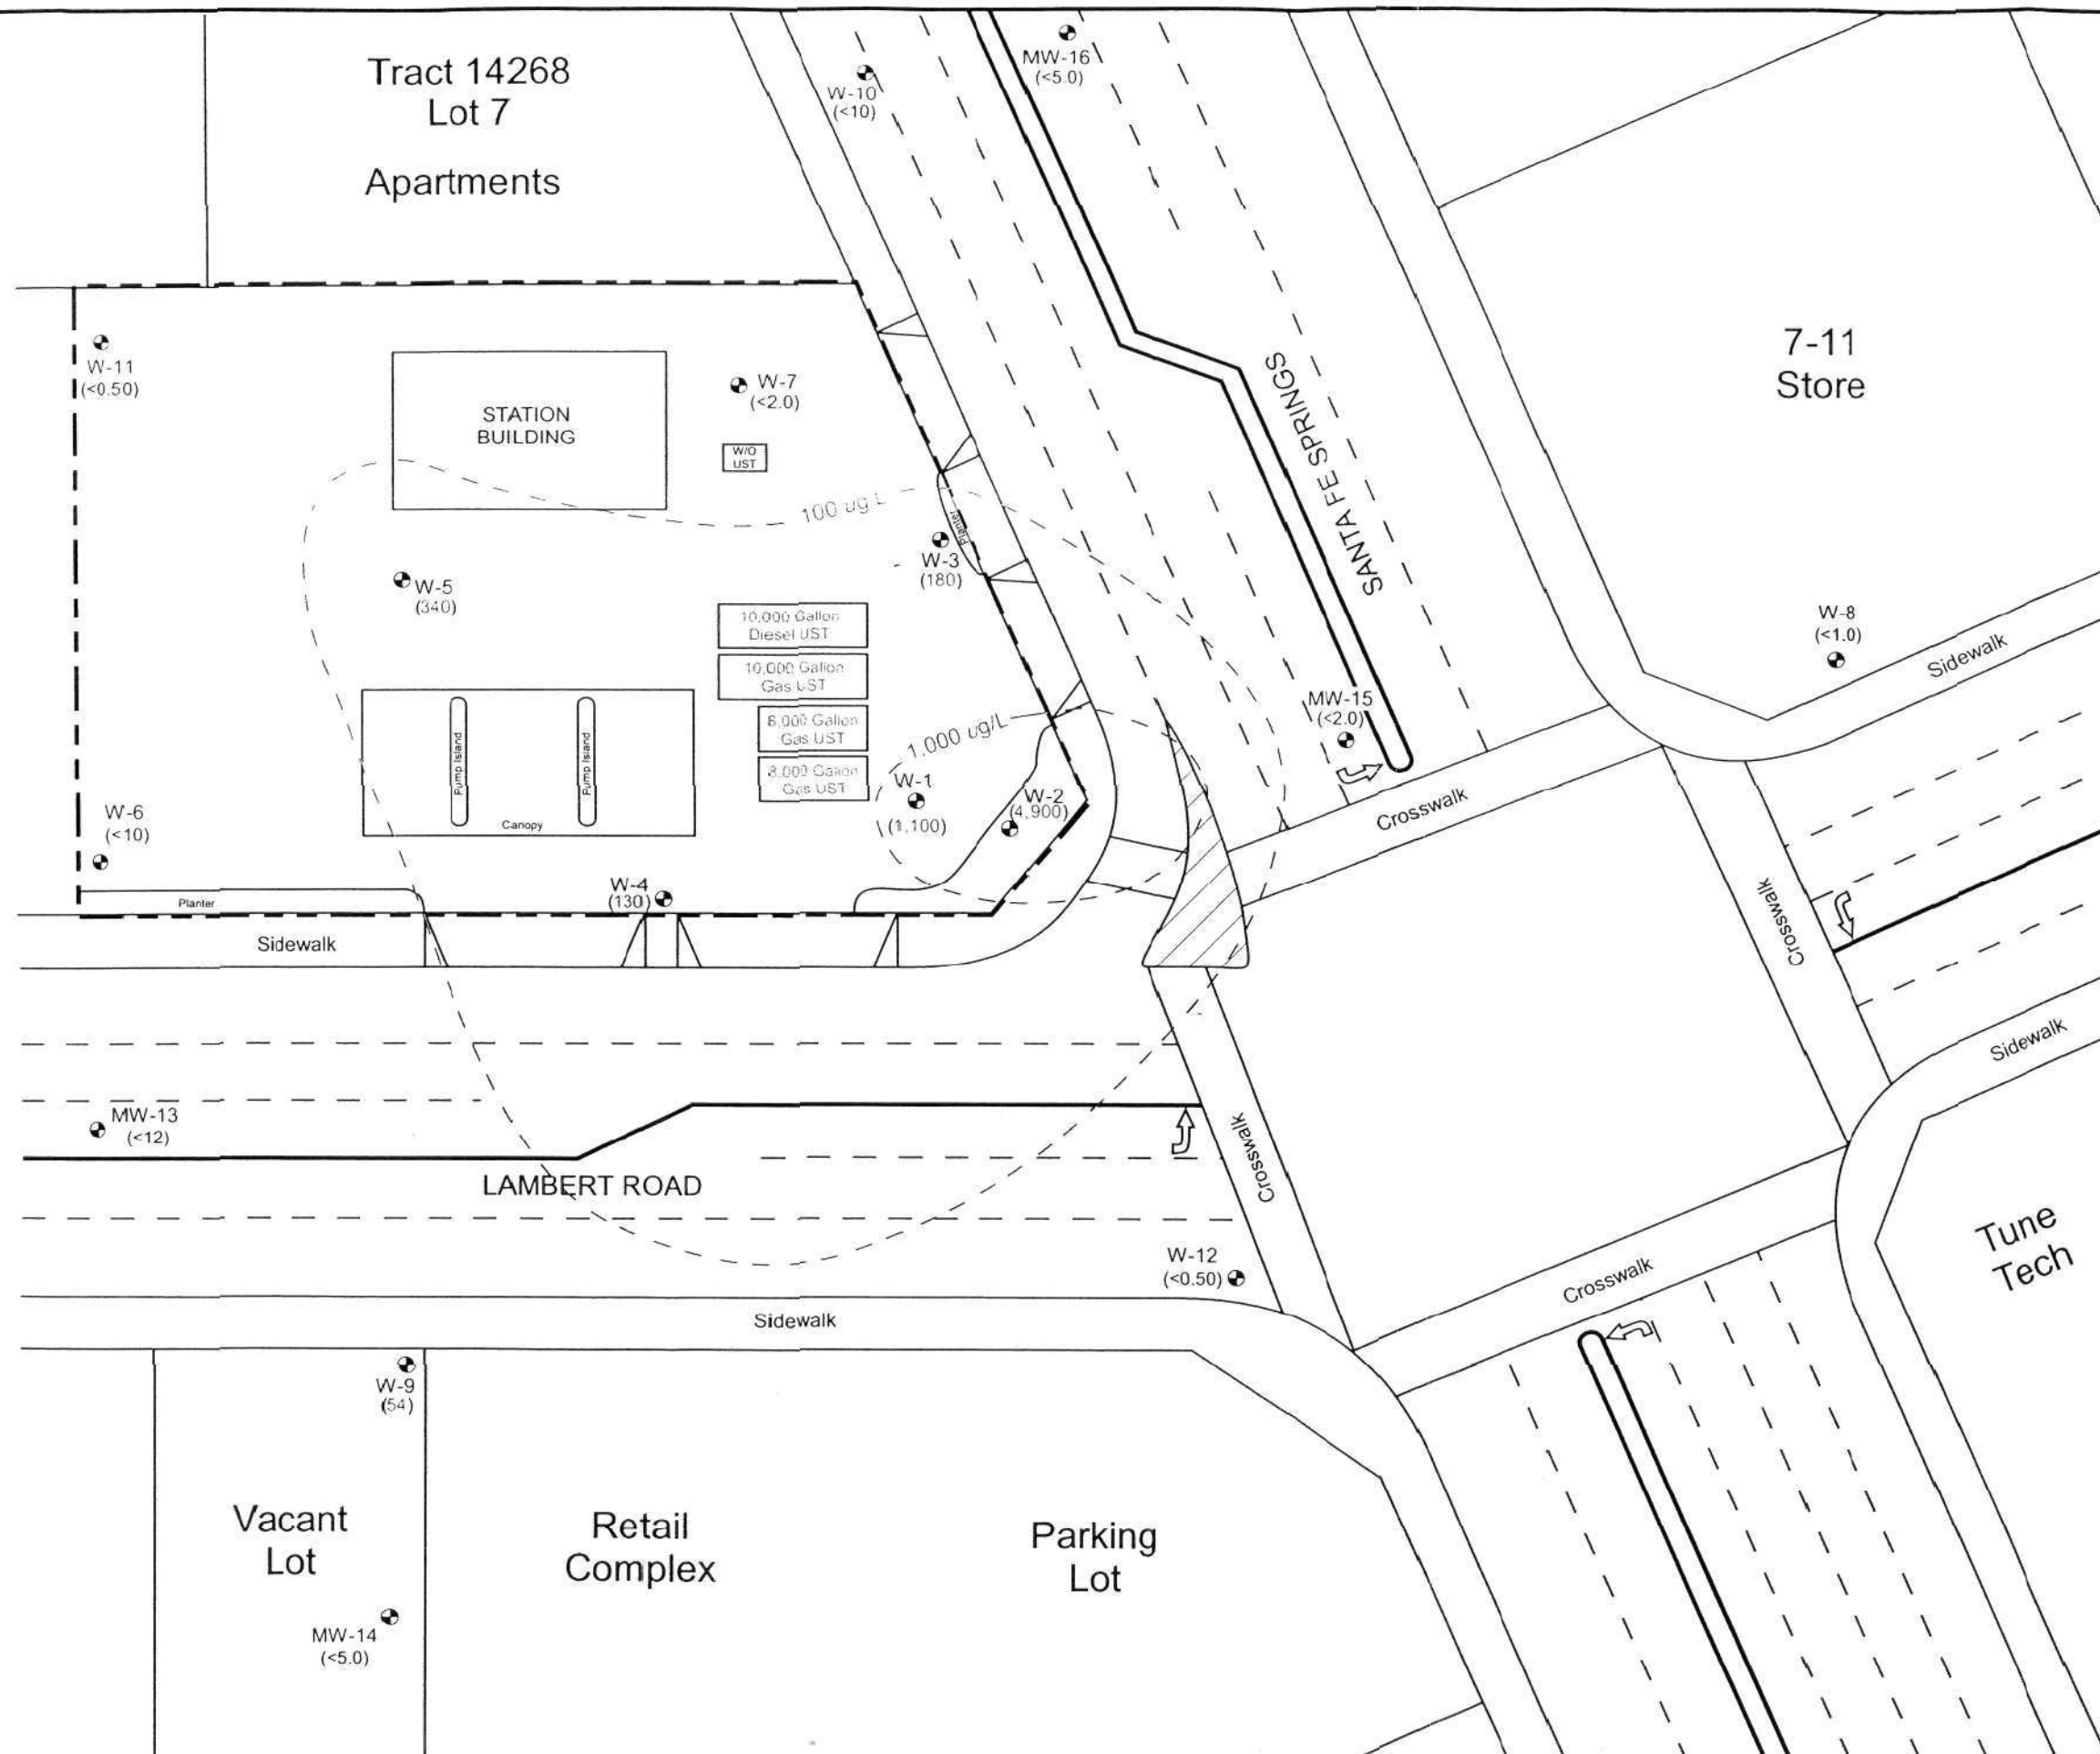 Tract 14268
Lot 7
Apartments
W-10
(<10)
MW-16
(<5.0)
W-11
(<0.50)
STATION
BUILDING
W-7
(<2.0)
W/O
UST
7-11
Store
SANTA FE SPRINGS
100 ug L
Planter
W-3
(180)
W-5
(340)
10,000 Gallon
Diesel UST
10,000 Gallon
Gas UST
8,000 Gallon
Gas UST
8,000 Gallon
Gas UST
W-8
(<1.0)
Sidewalk
MW-15
(<2.0)
1,000 ug/L
Pump Island
Pump Island
Canopy
W-1
(1,100)
W-2
(4,900)
Crosswalk
W-6
(<10)
W-4
(130)
Planter
Sidewalk
Crosswalk
Sidewalk
MW-13
(<12)
LAMBERT ROAD
Crosswalk
W-12
(<0.50)
Crosswalk
Tune
Tech
Sidewalk
W-9
(54)
Vacant
Lot
Retail
Complex
Parking
Lot
MW-14
(<5.0)